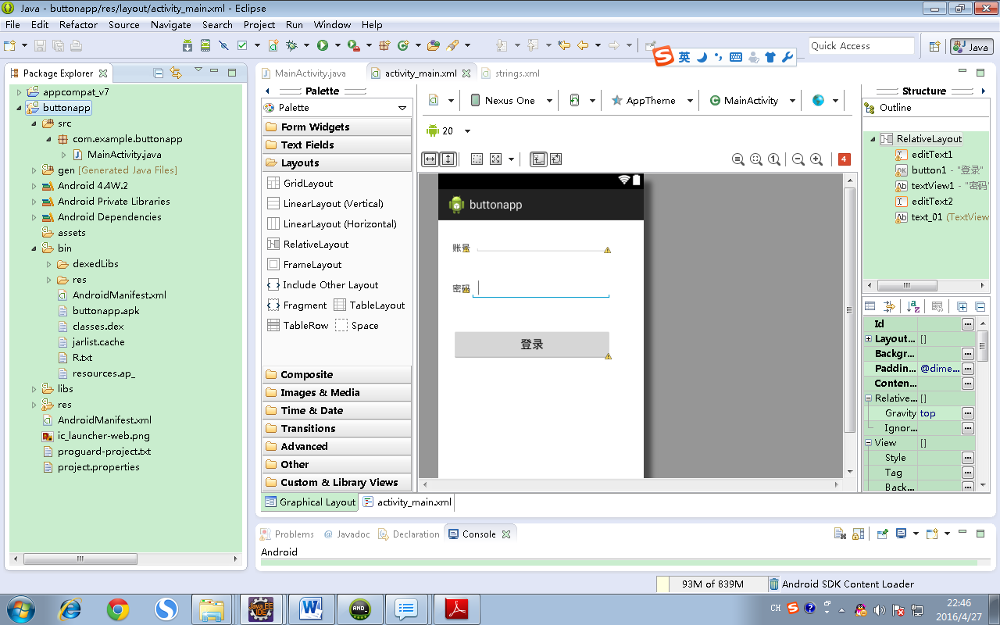 Java - buttonapp/res/layout/activity_main.xml - Eclipse
File Edit Refactor Source Navigate Search Project Run Window Help
Quick Access
Java
英
Package Explorer
MainActivity.java
activity_main.xml
strings.xml
appcompat_v7
buttonapp
src
com.example.buttonapp
MainActivity.java
gen [Generated Java Files]
Android 4.4W.2
Android Private Libraries
Android Dependencies
assets
bin
dexedLibs
res
AndroidManifest.xml
buttonapp.apk
classes.dex
jarlist.cache
R.txt
resources.ap_
libs
res
AndroidManifest.xml
ic_launcher-web.png
proguard-project.txt
project.properties
Palette
Palette
Form Widgets
Text Fields
Layouts
GridLayout
LinearLayout (Vertical)
LinearLayout (Horizontal)
RelativeLayout
FrameLayout
Include Other Layout
Fragment TableLayout
TableRow Space
Composite
Images & Media
Time & Date
Transitions
Advanced
Other
Custom & Library Views
Nexus One
AppTheme
MainActivity
20
4
buttonapp
账号
密码
登录
Graphical Layout
activity_main.xml
Structure
Outline
RelativeLayout
editText1
button1 - "登录"
textView1 - "密码
editText2
text_01 (TextView
Id
Layout... []
Backgr...
Paddin... @dime...
Conten...
Relative... []
Gravity top
Ignor...
View []
Style
Tag
Back...
Problems @ Javadoc Declaration Console
Android
93M of 839M
Android SDK Content Loader
Java EE
IDE
AND
CH
22:46
2016/4/27